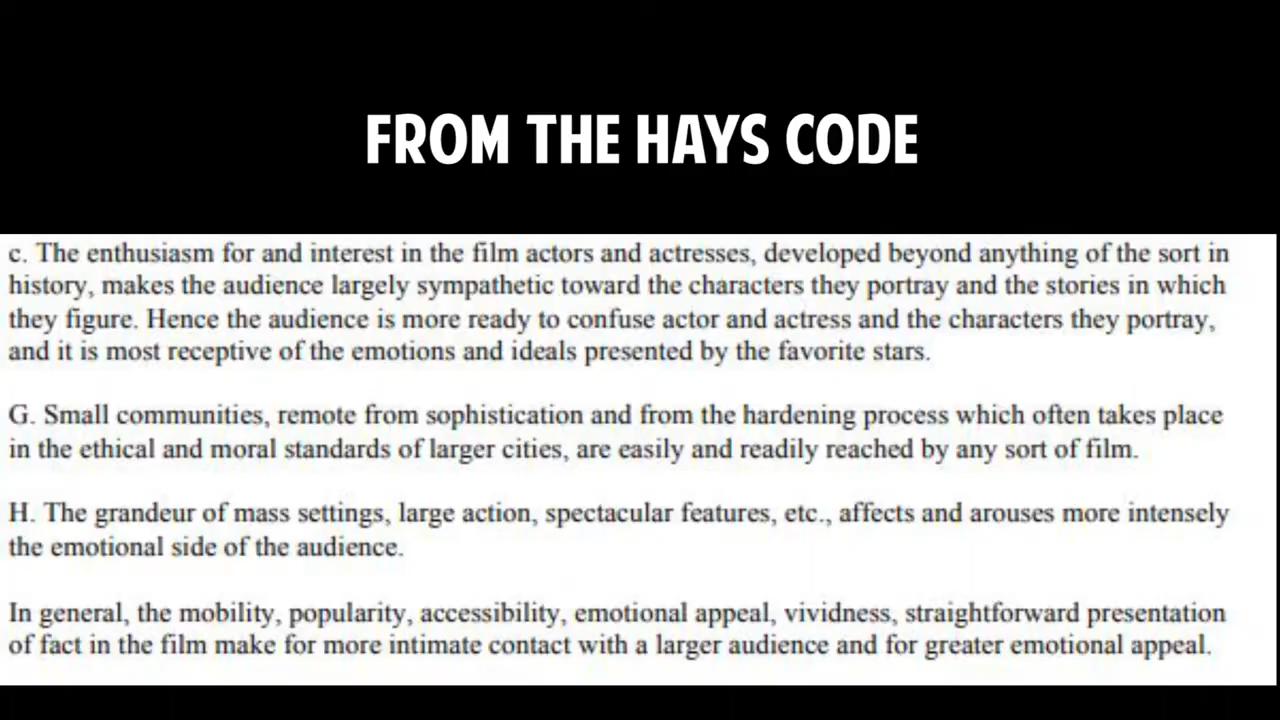 FROM THE HAYS CODE
c. The enthusiasm for and interest in the film actors and actresses, developed beyond anything of the sort in
history, makes the audience largely sympathetic toward the characters they portray and the stories in which
they figure. Hence the audience is more ready to confuse actor and actress and the characters they portray,
and it is most receptive of the emotions and ideals presented by the favorite stars.
G. Small communities, remote from sophistication and from the hardening process which often takes place
in the ethical and moral standards of larger cities, are easily and readily reached by any sort of film.
H. The grandeur of mass settings, large action, spectacular features, etc., affects and arouses more intensely
the emotional side of the audience.
In general, the mobility, popularity, accessibility, emotional appeal, vividness, straightforward presentation
of fact in the film make for more intimate contact with a larger audience and for greater emotional appeal.